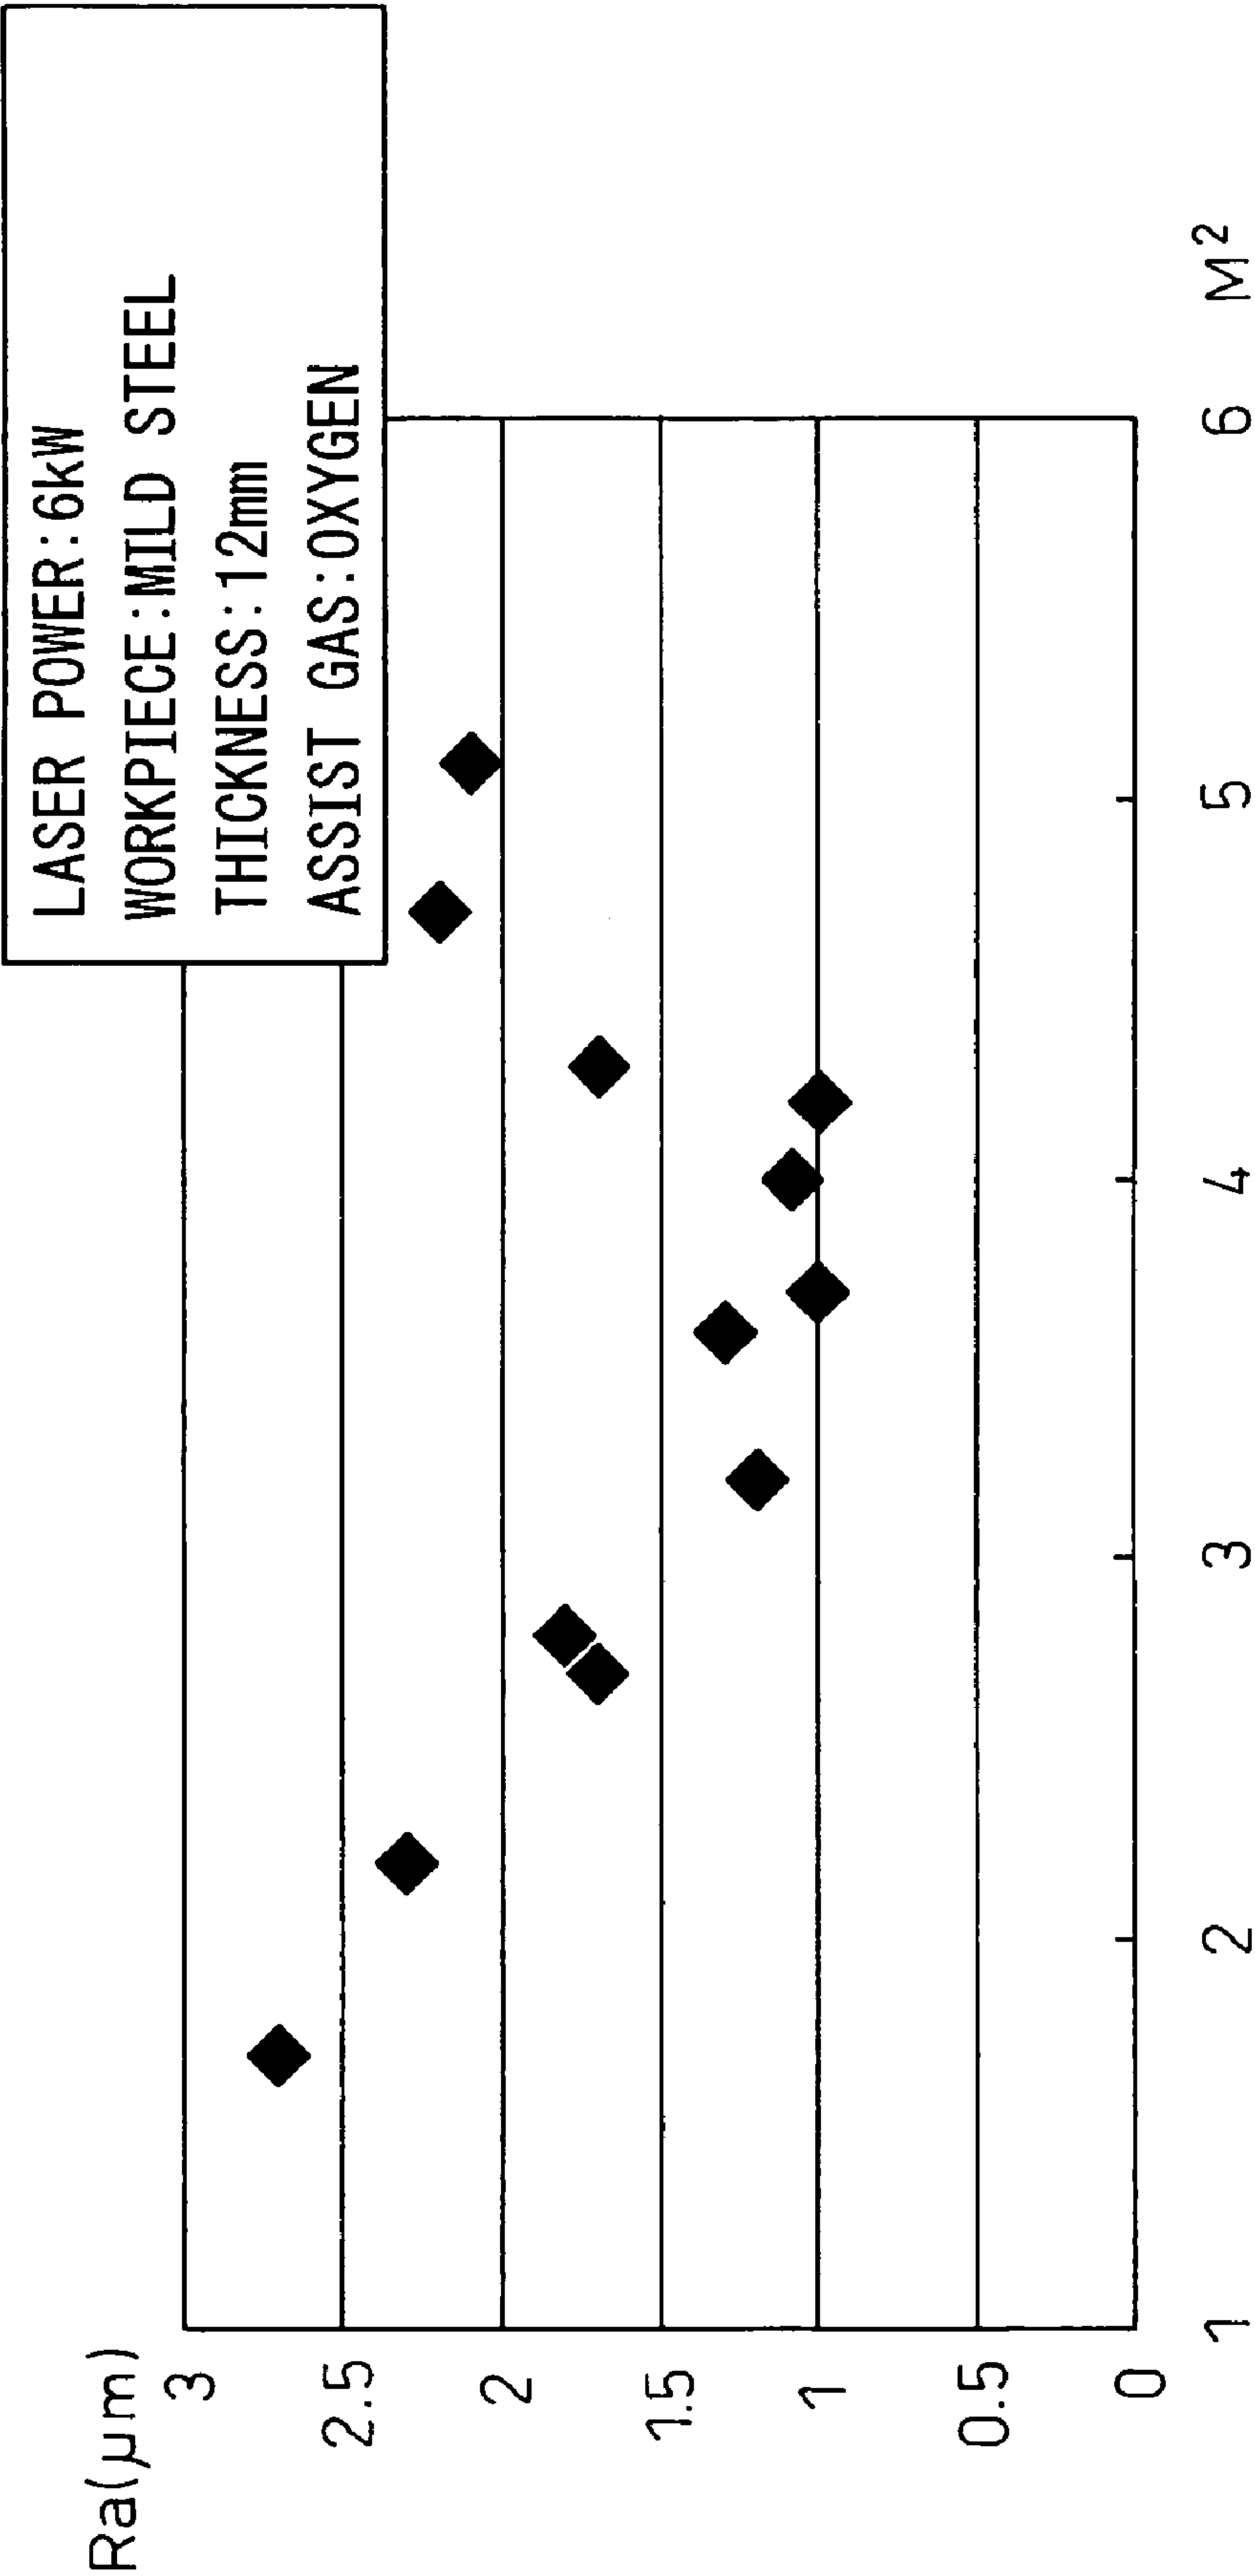 LASER POWER:6kW
WORKPIECE:MILD STEEL
THICKNESS:12mm
ASSIST GAS:OXYGEN
Ra(μm)
3
2.5
2
1.5
1
0.5
0
1 2 3 4 5 6 M²